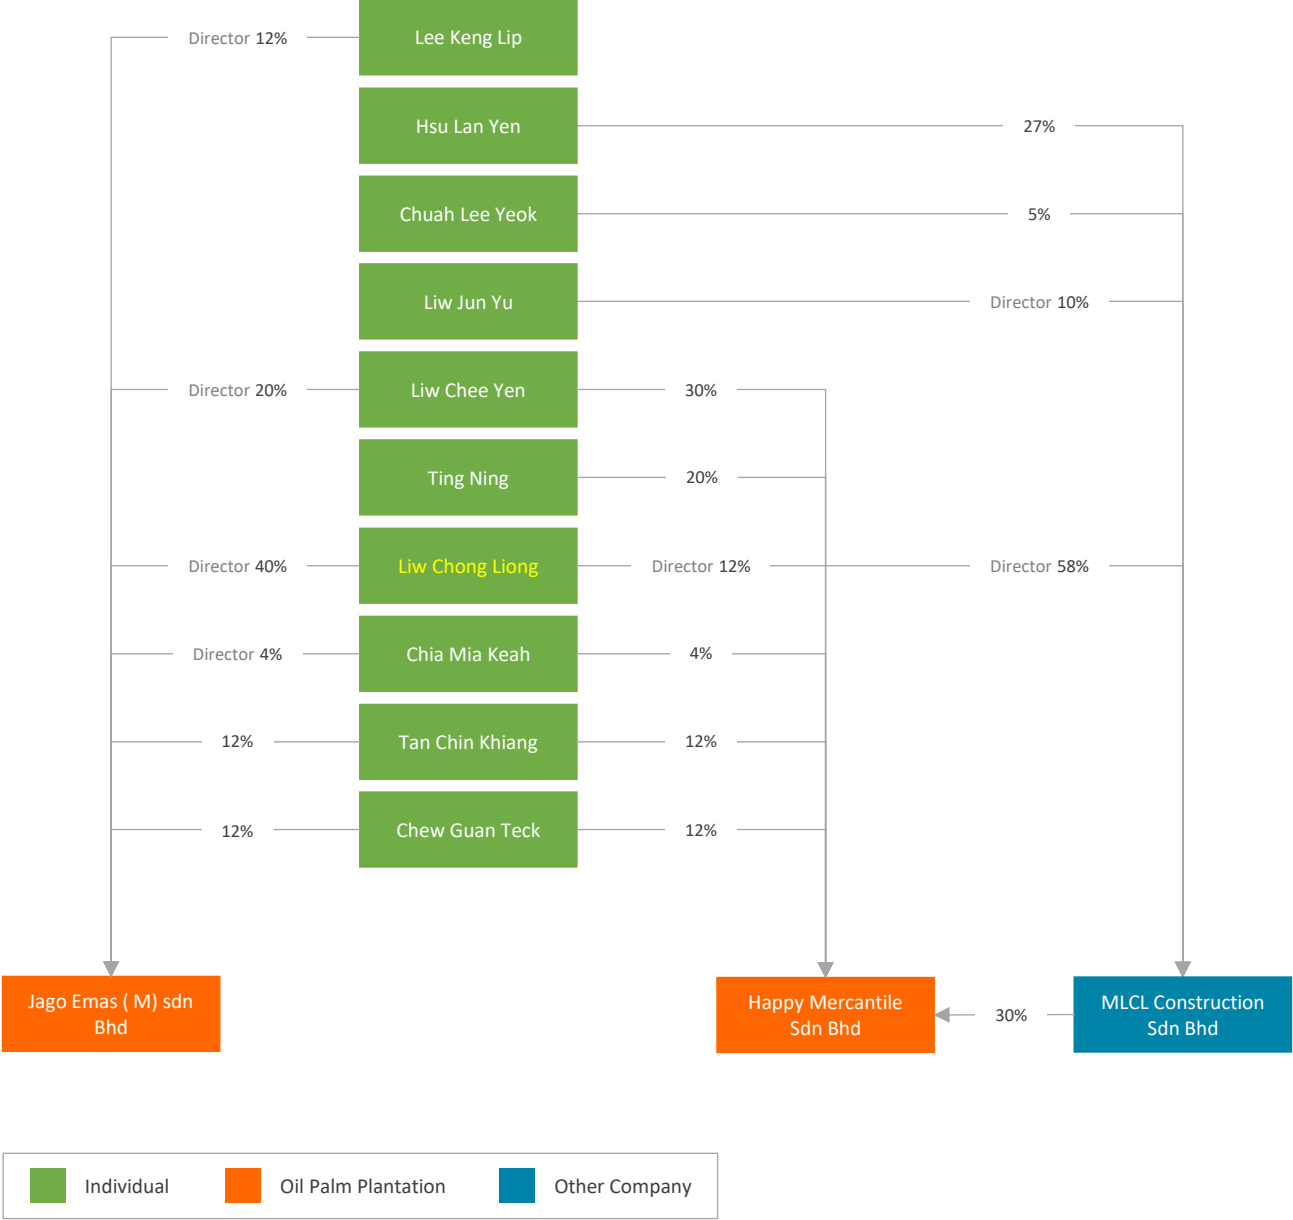 Director 12%
Lee Keng Lip
Hsu Lan Yen
27%
Chuah Lee Yeok
5%
Liw Jun Yu
Director 10%
Director 20%
Liw Chee Yen
30%
Ting Ning
20%
Director 40%
Liw Chong Liong
Director 12%
Director 58%
Director 4%
Chia Mia Keah
4%
12%
Tan Chin Khiang
12%
12%
Chew Guan Teck
12%
Jago Emas ( M) sdn
Bhd
Happy Mercantile
Sdn Bhd
30%
MLCL Construction
Sdn Bhd
Individual
Oil Palm Plantation
Other Company